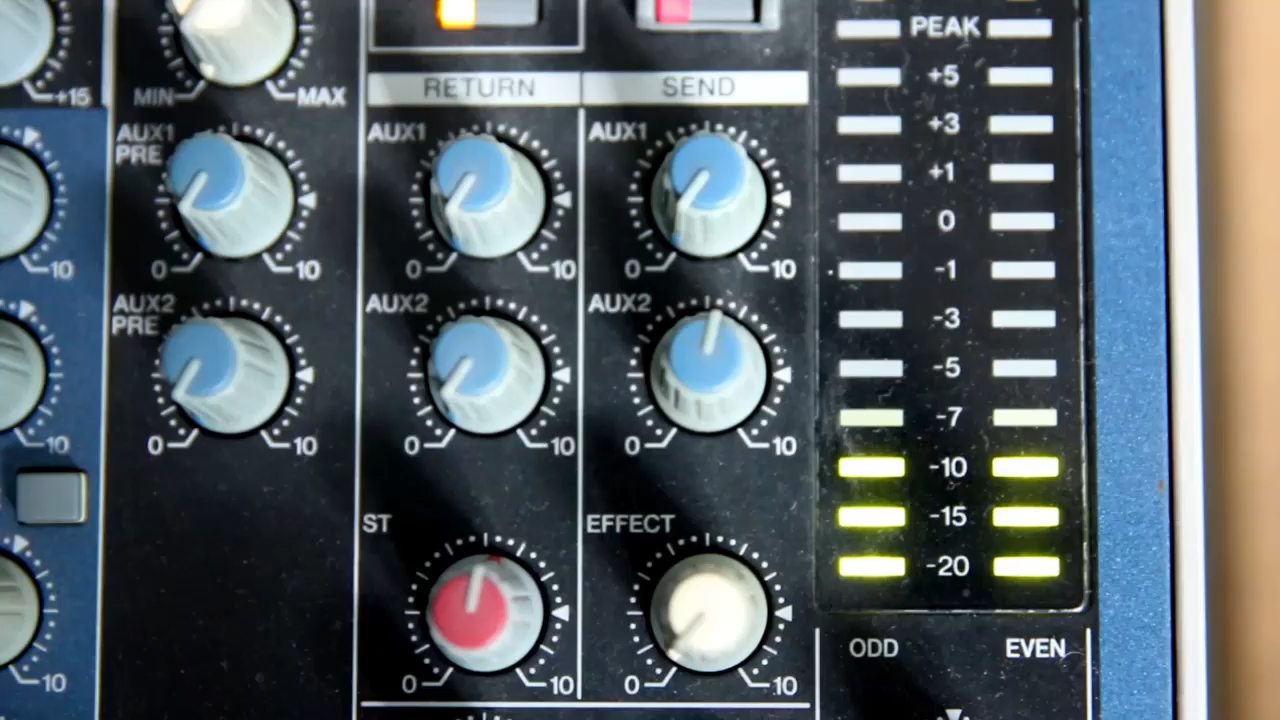 PEAK
RETURN SEND +5
+15 MIN MAX
AUX1 AUX1 AUX1 +3
PRE
+1
0
10 0 10 0 10 0 10 -1
AUX2 AUX2 AUX2 -3
PRE
-5
-7
10 0 10 0 10 0 10
-10
ST EFFECT -15
-20
ODD EVEN
10 0 10 0 10